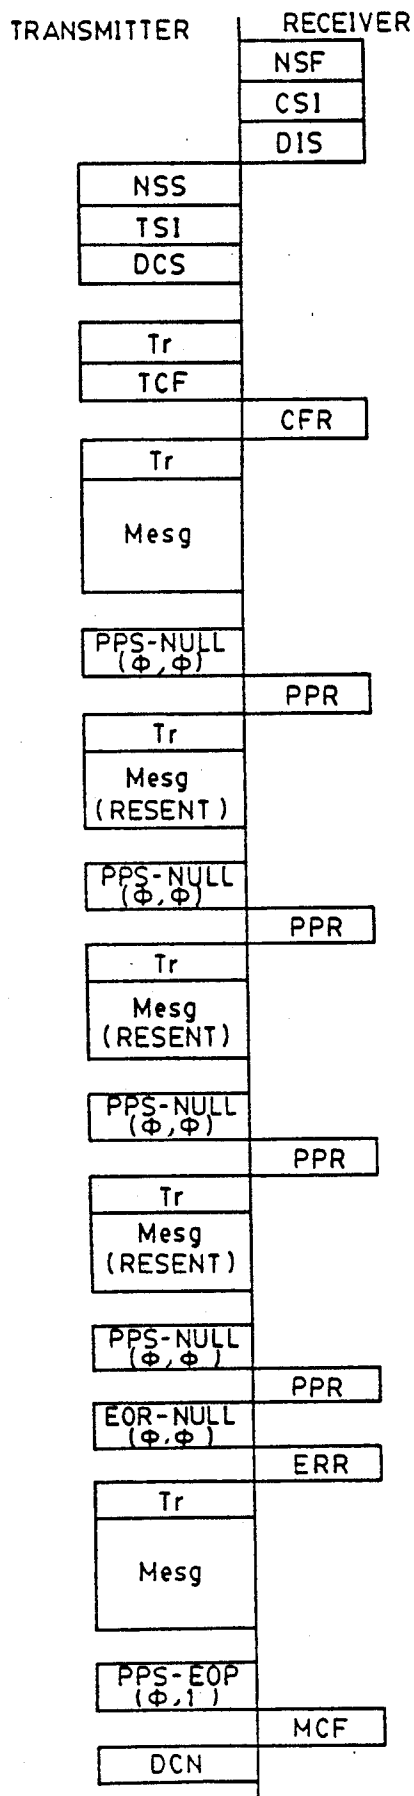 TRANSMITTER RECEIVER
NSF
CSI
DIS
NSS
TSI
DCS
Tr
TCF
CFR
Tr
Mesg
PPS-NULL
(Φ,Φ)
PPR
Tr
Mesg
(RESENT)
PPS-NULL
(Φ,Φ)
PPR
Tr
Mesg
(RESENT)
PPS-NULL
(Φ,Φ)
PPR
Tr
Mesg
(RESENT)
PPS-NULL
(Φ,Φ)
PPR
EOR-NULL
(Φ,Φ)
ERR
Tr
Mesg
PPS-EOP
(Φ,1)
MCF
DCN